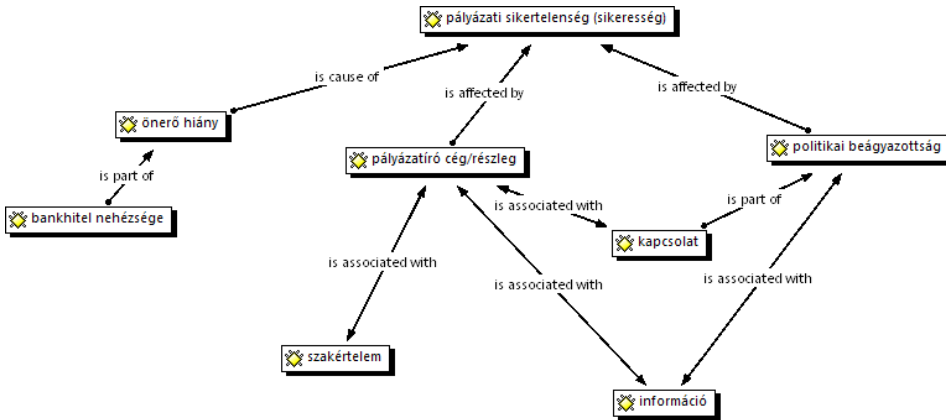 pályázati sikertelenség (sikeresség)
is cause of
is affected by
is affected by
önerő hiány
pályázatíró cég/részleg
politikai beágyazottság
is part of
is associated with
is part of
bankhitel nehézsége
kapcsolat
is associated with
is associated with
is associated with
szakértelem
információ